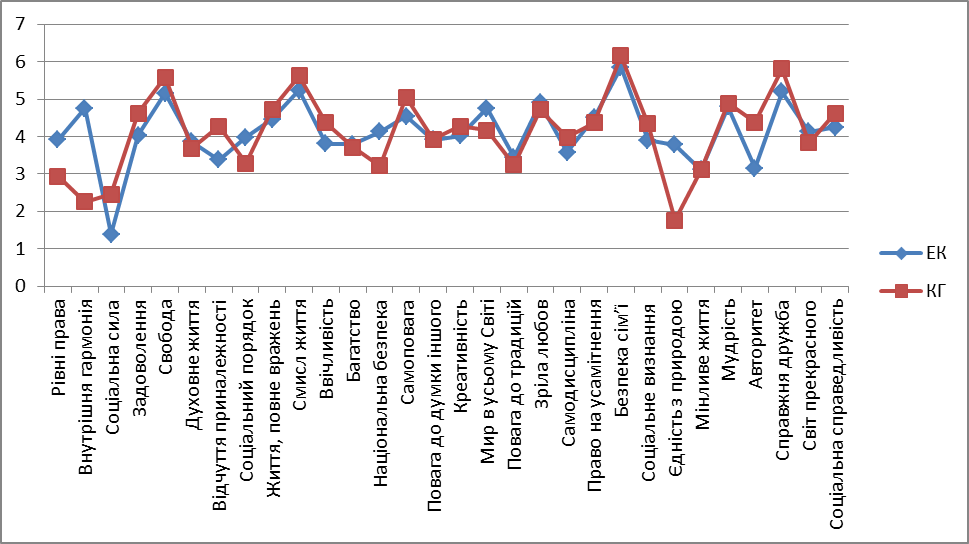 7
6
5
4
3
2
1
0
Рівні права
Внутрішня гармонія
Соціальна сила
Задоволення
Свобода
Духовне життя
Відчуття приналежності
Соціальний порядок
Життя, повне вражень
Смисл життя
Ввічливість
Багатство
Національна безпека
Самоповага
Повага до думки іншого
Креативність
Мир в усьому Світі
Повага до традицій
Зріла любов
Самодисципліна
Право на усамітнення
Безпека сім’ї
Соціальне визнання
Єдність з природою
Мінливе життя
Мудрість
Авторитет
Справжня дружба
Світ прекрасного
Соціальна справедливість
ЕК
КГ